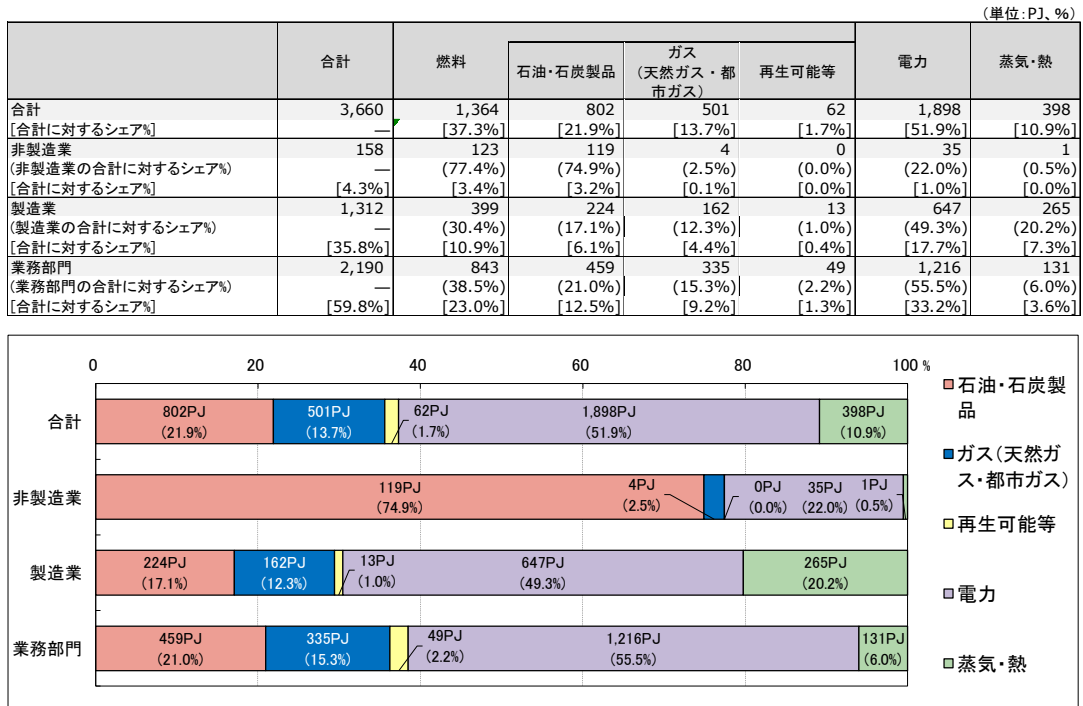 (単位:PJ、%)
合計 燃料 電力 蒸気・熱
石油・石炭製品 ガス(天然ガス・都市ガス) 再生可能等
合計 3,660 1,364 802 501 62 1,898 398
[合計に対するシェア%] ― [37.3%] [21.9%] [13.7%] [1.7%] [51.9%] [10.9%]
非製造業 158 123 119 4 0 35 1
(非製造業の合計に対するシェア%) ― (77.4%) (74.9%) (2.5%) (0.0%) (22.0%) (0.5%)
[合計に対するシェア%] [4.3%] [3.4%] [3.2%] [0.1%] [0.0%] [1.0%] [0.0%]
製造業 1,312 399 224 162 13 647 265
(製造業の合計に対するシェア%) ― (30.4%) (17.1%) (12.3%) (1.0%) (49.3%) (20.2%)
[合計に対するシェア%] [35.8%] [10.9%] [6.1%] [4.4%] [0.4%] [17.7%] [7.3%]
業務部門 2,190 843 459 335 49 1,216 131
(業務部門の合計に対するシェア%) ― (38.5%) (21.0%) (15.3%) (2.2%) (55.5%) (6.0%)
[合計に対するシェア%] [59.8%] [23.0%] [12.5%] [9.2%] [1.3%] [33.2%] [3.6%]
0 20 40 60 80 100 %
合計
802PJ 501PJ 62PJ 1,898PJ 398PJ
(21.9%) (13.7%) (1.7%) (51.9%) (10.9%)
非製造業
119PJ 4PJ 0PJ 35PJ 1PJ
(74.9%) (2.5%) (0.0%) (22.0%) (0.5%)
製造業
224PJ 162PJ 13PJ 647PJ 265PJ
(17.1%) (12.3%) (1.0%) (49.3%) (20.2%)
業務部門
459PJ 335PJ 49PJ 1,216PJ 131PJ
(21.0%) (15.3%) (2.2%) (55.5%) (6.0%)
石油・石炭製
品
ガス(天然ガ
ス・都市ガス)
再生可能等
電力
蒸気・熱